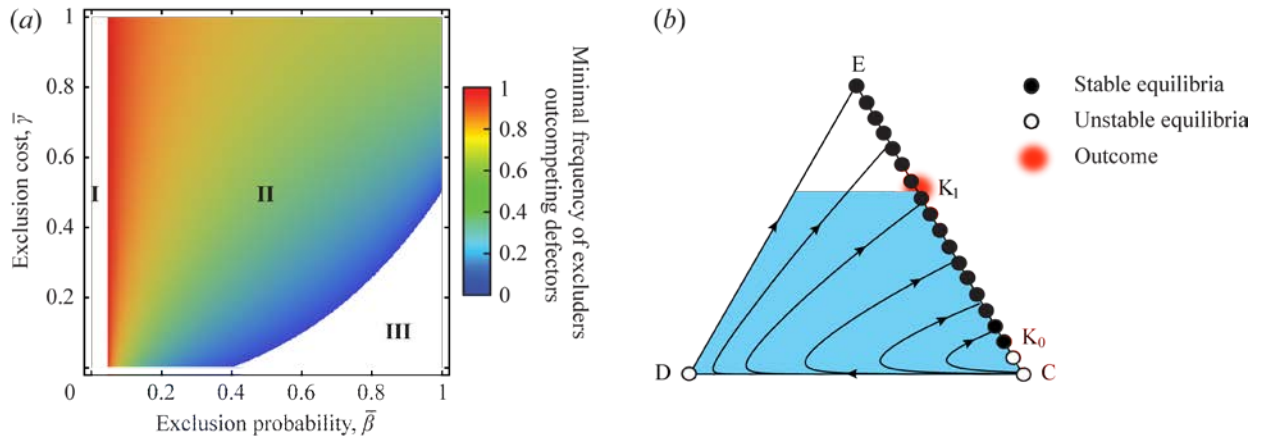 (a)
1
0.8
0.6
0.4
0.2
0
0.2
0.4
0.6
0.8
1
Exclusion cost, γ̄
Exclusion probability, β̄
I
II
III
1
0.8
0.6
0.4
0.2
0
Minimal frequency of excluders
outcompeting defectors
(b)
E
K₁
K₀
D
C
Stable equilibria
Unstable equilibria
Outcome